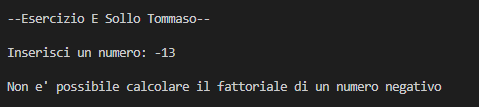 --Esercizio E Sollo Tommaso--
Inserisci un numero: -13
Non e' possibile calcolare il fattoriale di un numero negativo